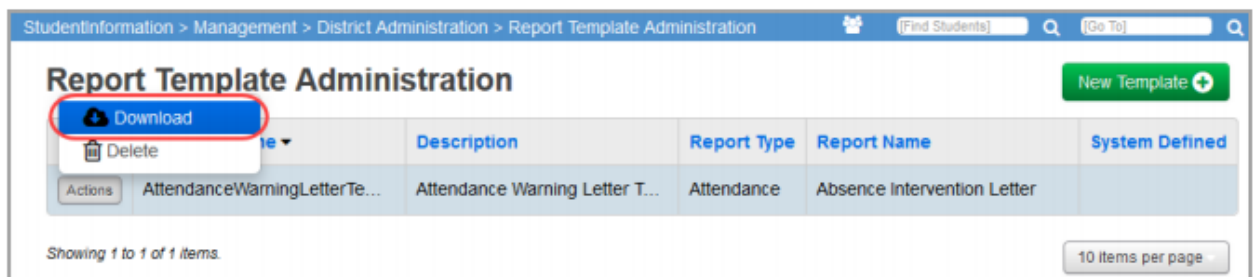 StudentInformation > Management > District Administration > Report Template Administration [Find Students] [Go To]
Report Template Administration
New Template
Download
Delete
me Description Report Type Report Name System Defined
Actions AttendanceWarningLetterTe... Attendance Warning Letter T... Attendance Absence Intervention Letter
Showing 1 to 1 of 1 items.
10 items per page